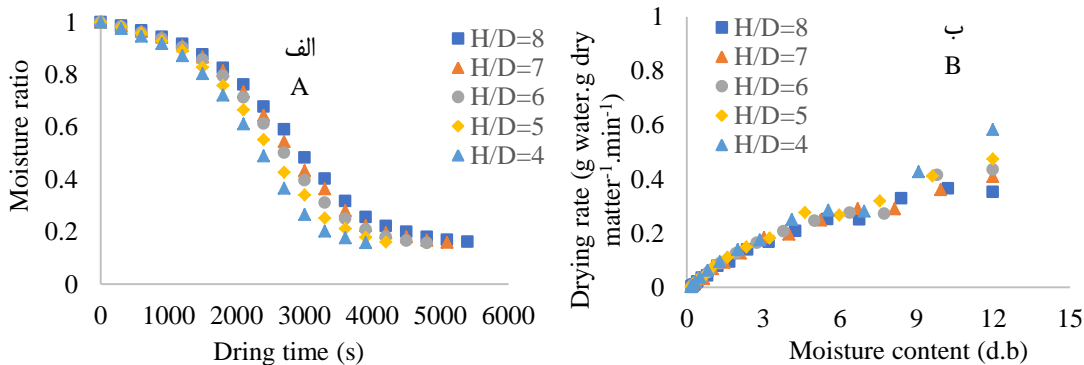 1
0.8
0.6
0.4
0.2
0
Moisture ratio
0 1000 2000 3000 4000 5000 6000
Dring time (s)
الف
A
H/D=8
H/D=7
H/D=6
H/D=5
H/D=4
1
0.8
0.6
0.4
0.2
0
Drying rate (g water.g dry
matter⁻¹.min⁻¹)
0 3 6 9 12 15
Moisture content (d.b)
ب
B
H/D=8
H/D=7
H/D=6
H/D=5
H/D=4